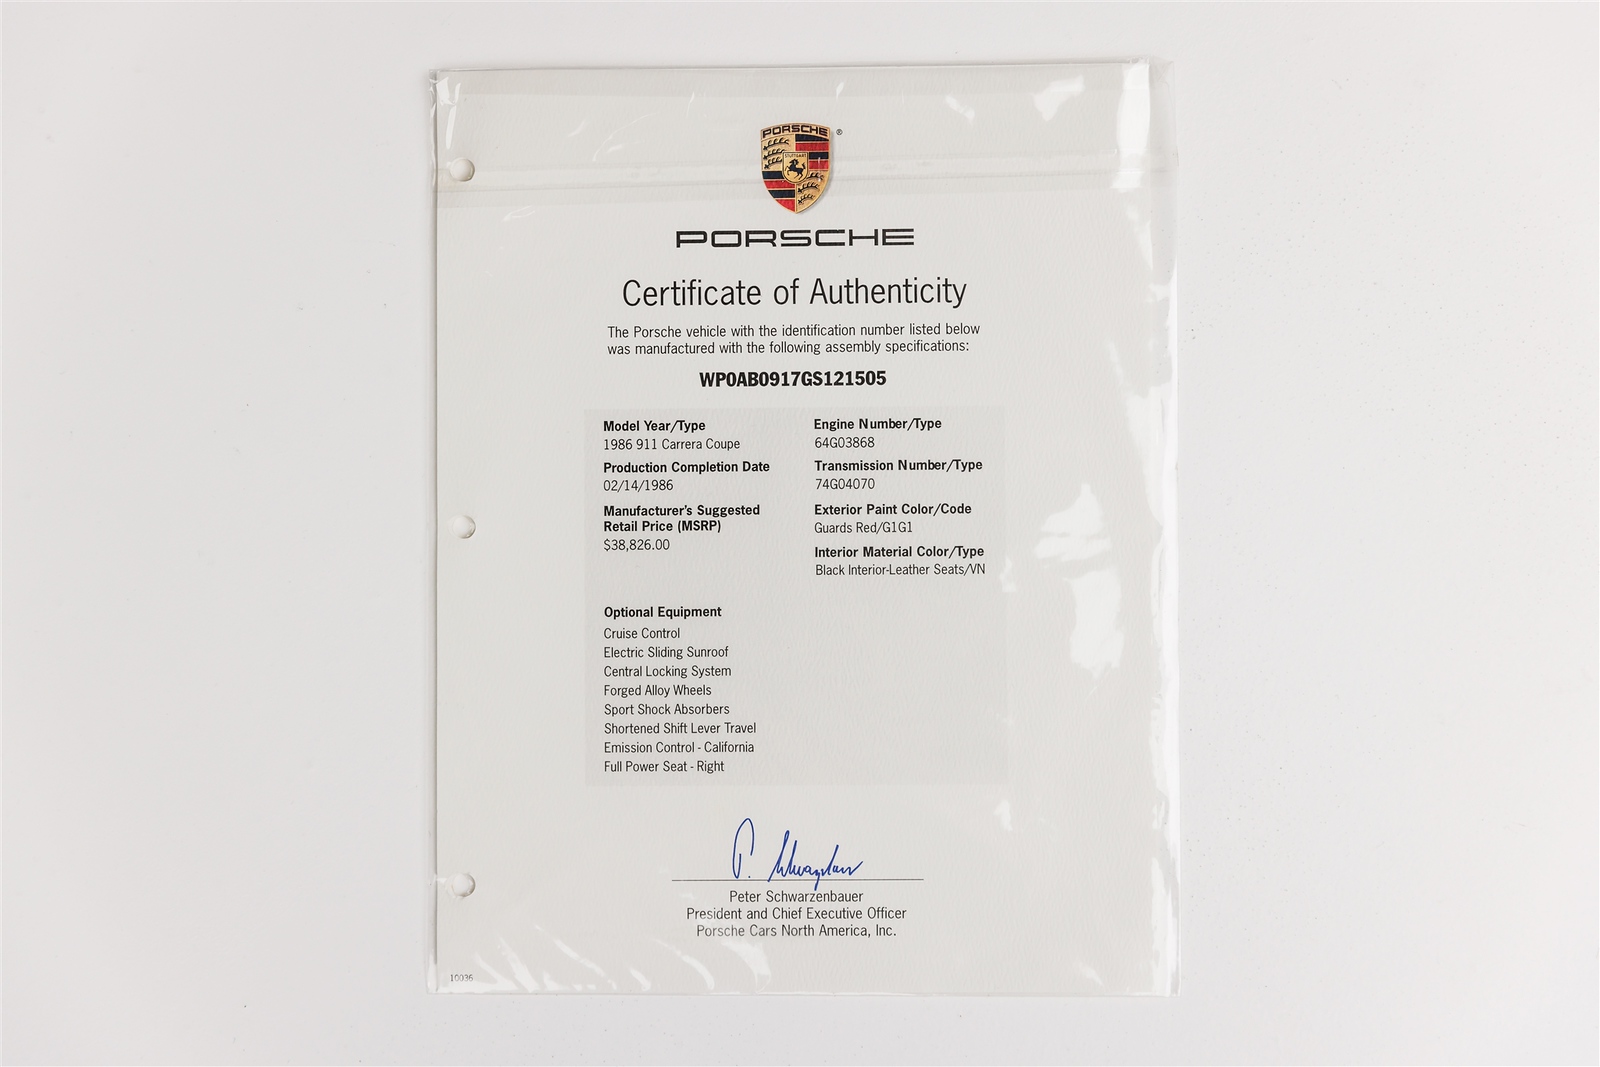 PORSCHE
®
STUTTGART
PORSCHE
Certificate of Authenticity
The Porsche vehicle with the identification number listed below
was manufactured with the following assembly specifications:
WP0AB0917GS121505
Model Year/Type
1986 911 Carrera Coupe
Production Completion Date
02/14/1986
Manufacturer's Suggested
Retail Price (MSRP)
$38,826.00
Engine Number/Type
64G03868
Transmission Number/Type
74G04070
Exterior Paint Color/Code
Guards Red/G1G1
Interior Material Color/Type
Black Interior-Leather Seats/VN
Optional Equipment
Cruise Control
Electric Sliding Sunroof
Central Locking System
Forged Alloy Wheels
Sport Shock Absorbers
Shortened Shift Lever Travel
Emission Control - California
Full Power Seat - Right
Peter Schwarzenbauer
President and Chief Executive Officer
Porsche Cars North America, Inc.
10036